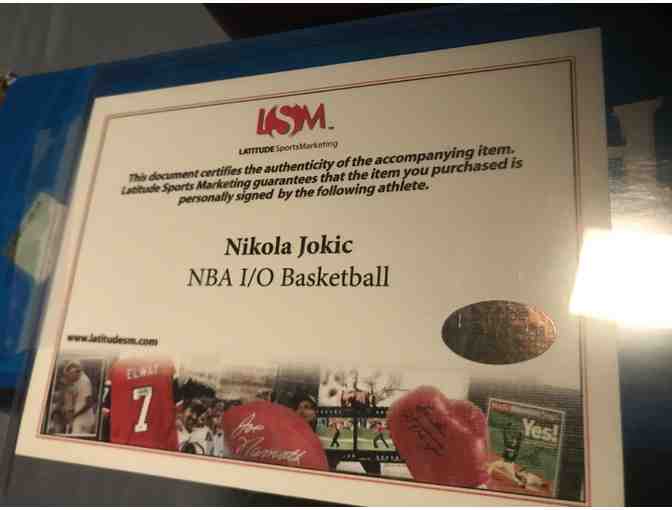 LSM
LATITUDE SportsMarketing
This document certifies the authenticity of the accompanying item.
Latitude Sports Marketing guarantees that the item you purchased is
personally signed by the following athlete.
Nikola Jokic
NBA I/O Basketball
www.latitudesm.com
ELWAY
7
Joe
Namath
Yes!
H